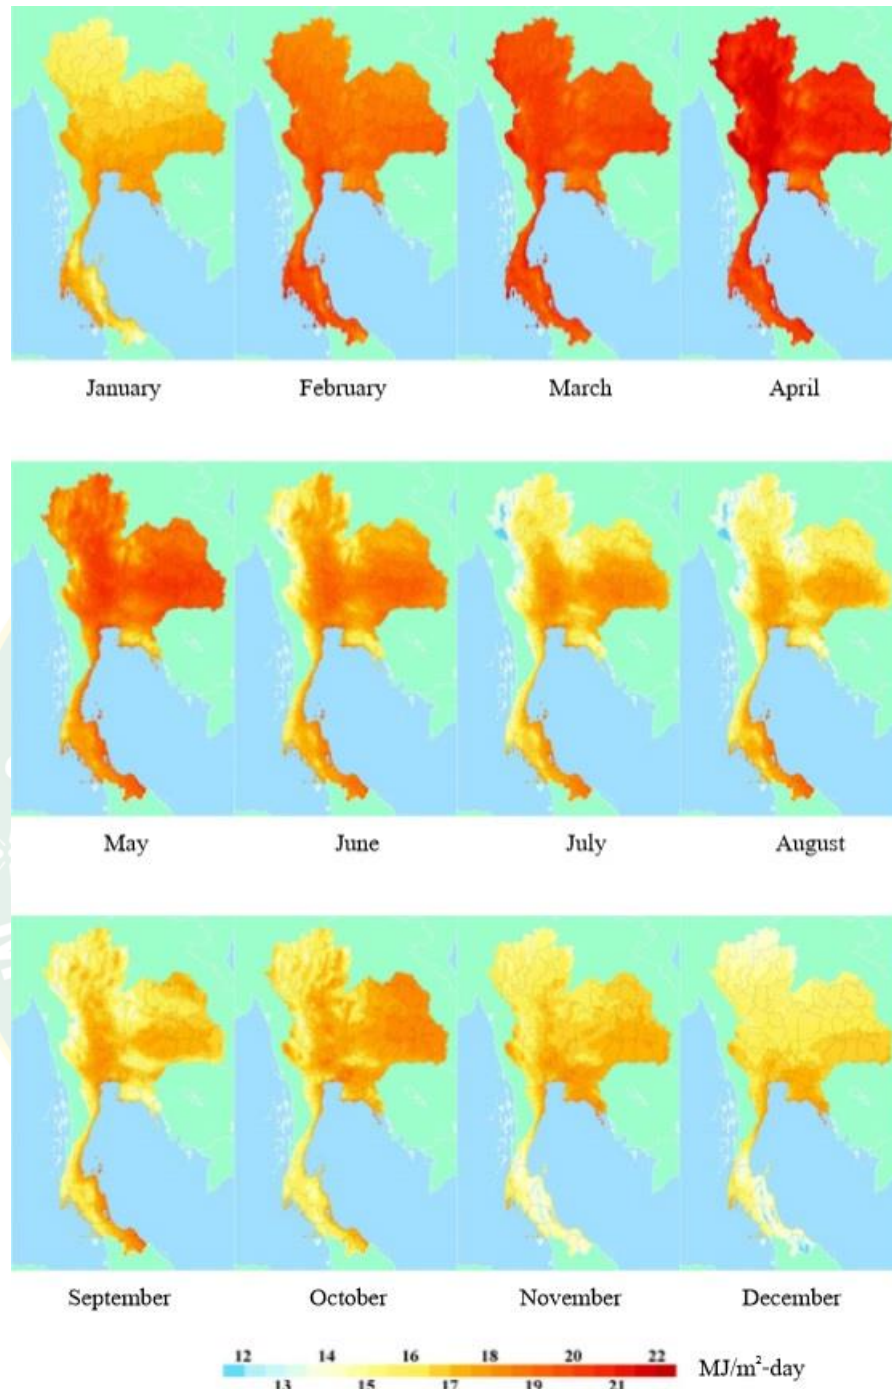 January February March April
May June July August
September October November December
12 14 16 18 20 22
13 15 17 19 21
MJ/m²-day